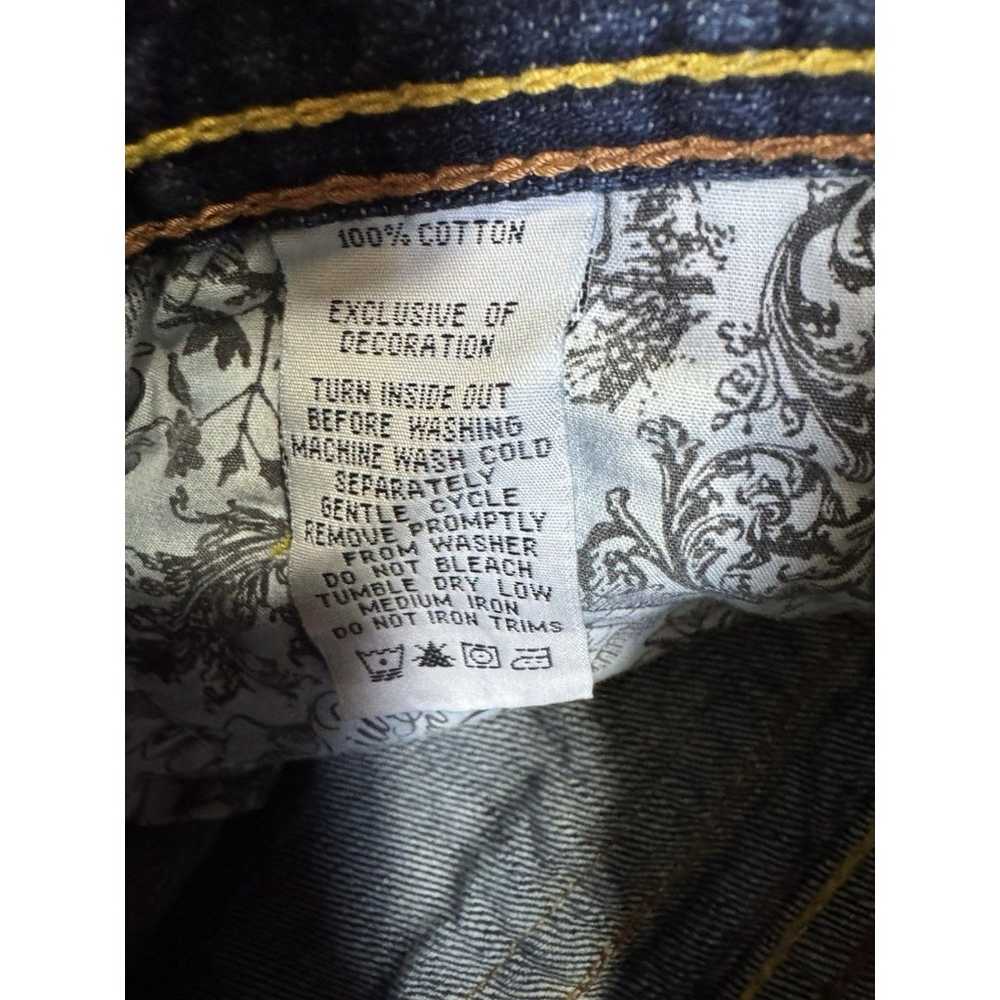 100% COTTON
EXCLUSIVE OF
DECORATION
TURN INSIDE OUT
BEFORE WASHING
MACHINE WASH COLD
SEPARATELY
GENTLE CYCLE
REMOVE PROMPTLY
FROM WASHER
DO NOT BLEACH
TUMBLE DRY LOW
MEDIUM IRON
DO NOT IRON TRIMS